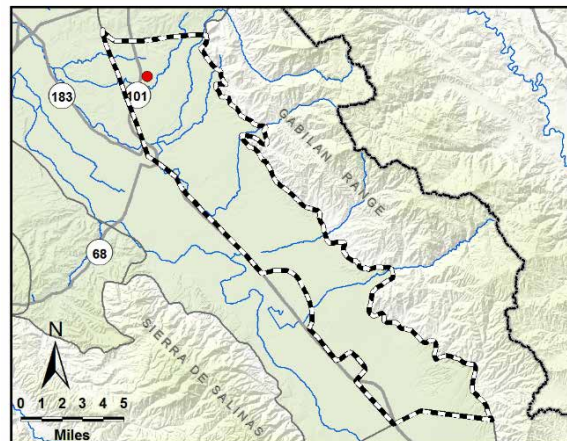 183
101
GABILAN RANGE
68
SIERRA DE SALINAS
N
0 1 2 3 4 5
Miles